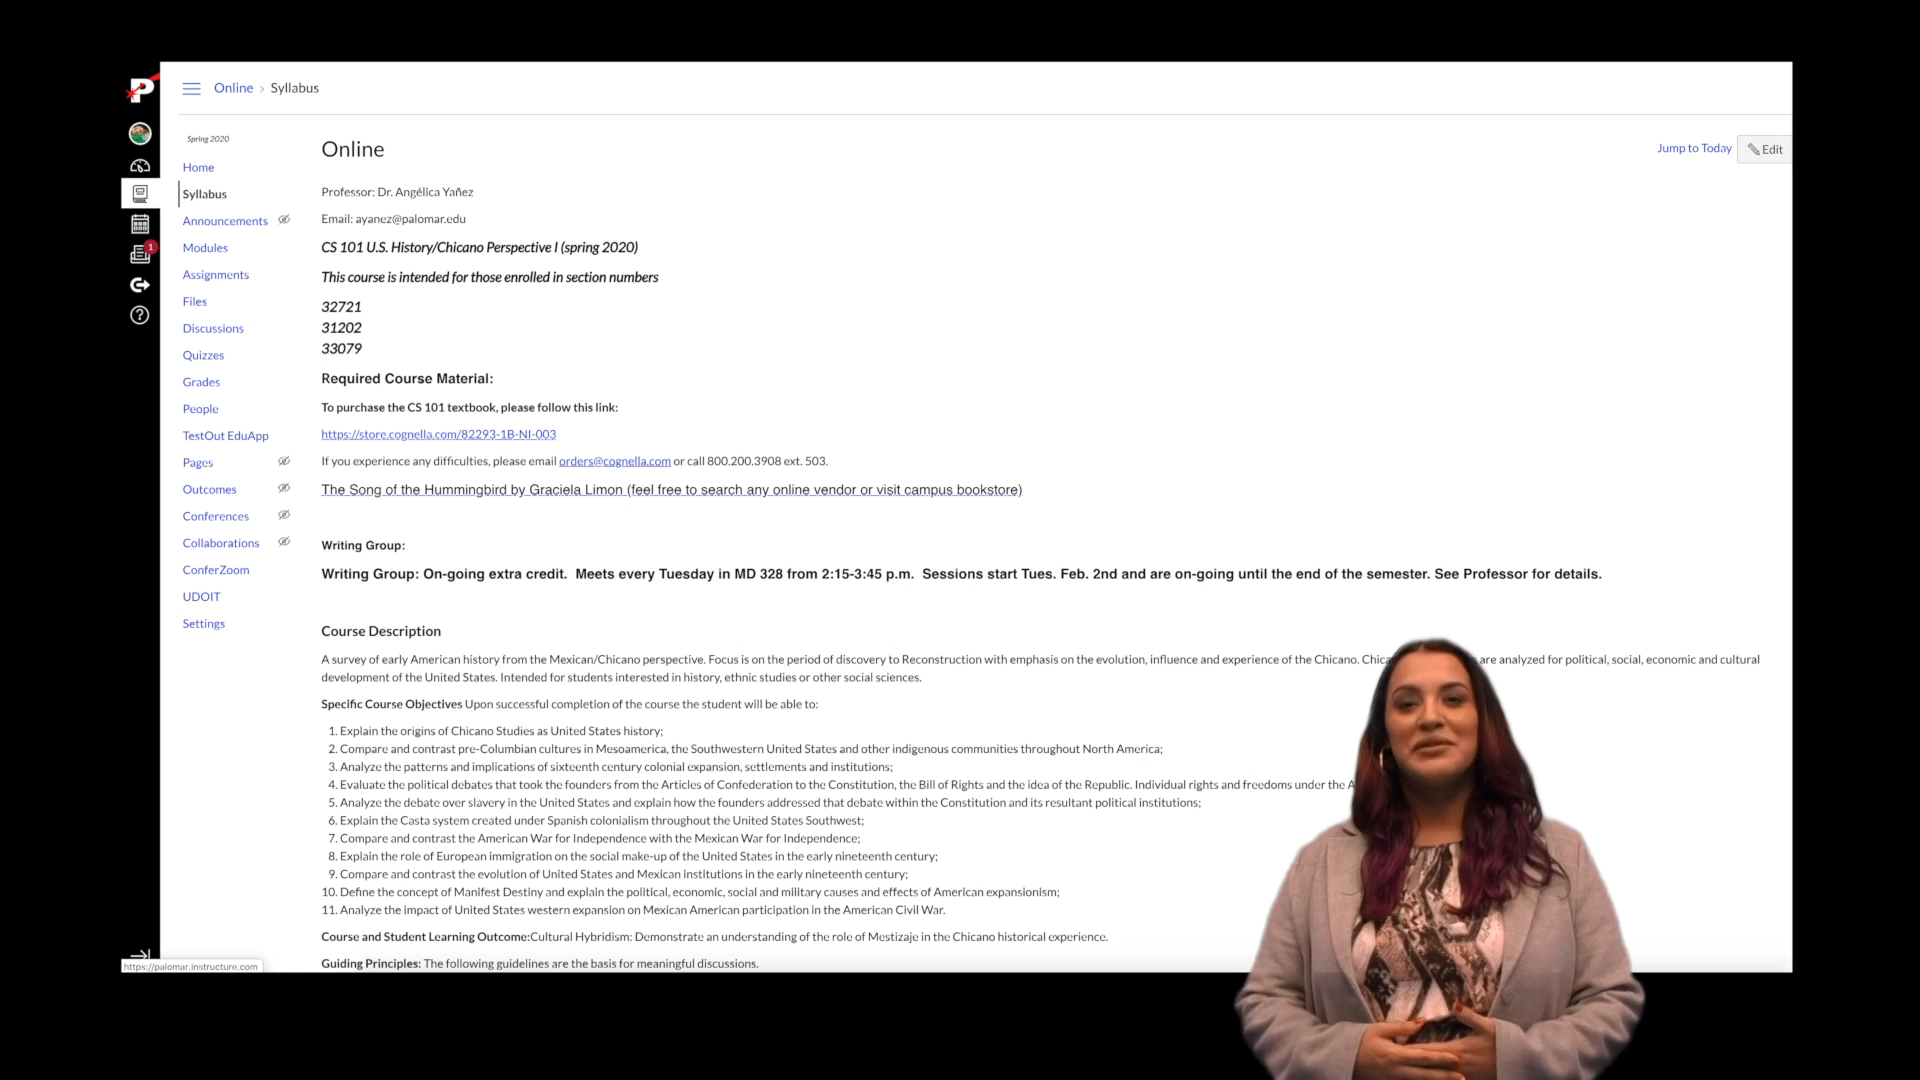 P
Online › Syllabus
Spring 2020
Home
Syllabus
Announcements
Modules
Assignments
Files
Discussions
Quizzes
Grades
People
TestOut EduApp
Pages
Outcomes
Conferences
Collaborations
ConferZoom
UDOIT
Settings
1
Online
Jump to Today
Edit
Professor: Dr. Angélica Yañez
Email: ayanez@palomar.edu
CS 101 U.S. History/Chicano Perspective I (spring 2020)
This course is intended for those enrolled in section numbers
32721
31202
33079
Required Course Material:
To purchase the CS 101 textbook, please follow this link:
https://store.cognella.com/82293-1B-NI-003
If you experience any difficulties, please email orders@cognella.com or call 800.200.3908 ext. 503.
The Song of the Hummingbird by Graciela Limon (feel free to search any online vendor or visit campus bookstore)
Writing Group:
Writing Group: On-going extra credit. Meets every Tuesday in MD 328 from 2:15-3:45 p.m. Sessions start Tues. Feb. 2nd and are on-going until the end of the semester. See Professor for details.
Course Description
A survey of early American history from the Mexican/Chicano perspective. Focus is on the period of discovery to Reconstruction with emphasis on the evolution, influence and experience of the Chicano. are analyzed for political, social, economic and cultural
development of the United States. Intended for students interested in history, ethnic studies or other social sciences.
Specific Course Objectives Upon successful completion of the course the student will be able to:
1. Explain the origins of Chicano Studies as United States history;
2. Compare and contrast pre-Columbian cultures in Mesoamerica, the Southwestern United States and other indigenous communities throughout North America;
3. Analyze the patterns and implications of sixteenth century colonial expansion, settlements and institutions;
4. Evaluate the political debates that took the founders from the Articles of Confederation to the Constitution, the Bill of Rights and the idea of the Republic. Individual rights and freedoms under the
5. Analyze the debate over slavery in the United States and explain how the founders addressed that debate within the Constitution and its resultant political institutions;
6. Explain the Casta system created under Spanish colonialism throughout the United States Southwest;
7. Compare and contrast the American War for Independence with the Mexican War for Independence;
8. Explain the role of European immigration on the social make-up of the United States in the early nineteenth century;
9. Compare and contrast the evolution of United States and Mexican institutions in the early nineteenth century;
10. Define the concept of Manifest Destiny and explain the political, economic, social and military causes and effects of American expansionism;
11. Analyze the impact of United States western expansion on Mexican American participation in the American Civil War.
Course and Student Learning Outcome:Cultural Hybridism: Demonstrate an understanding of the role of Mestizaje in the Chicano historical experience.
Guiding Principles: The following guidelines are the basis for meaningful discussions.
https://palomar.instructure.com